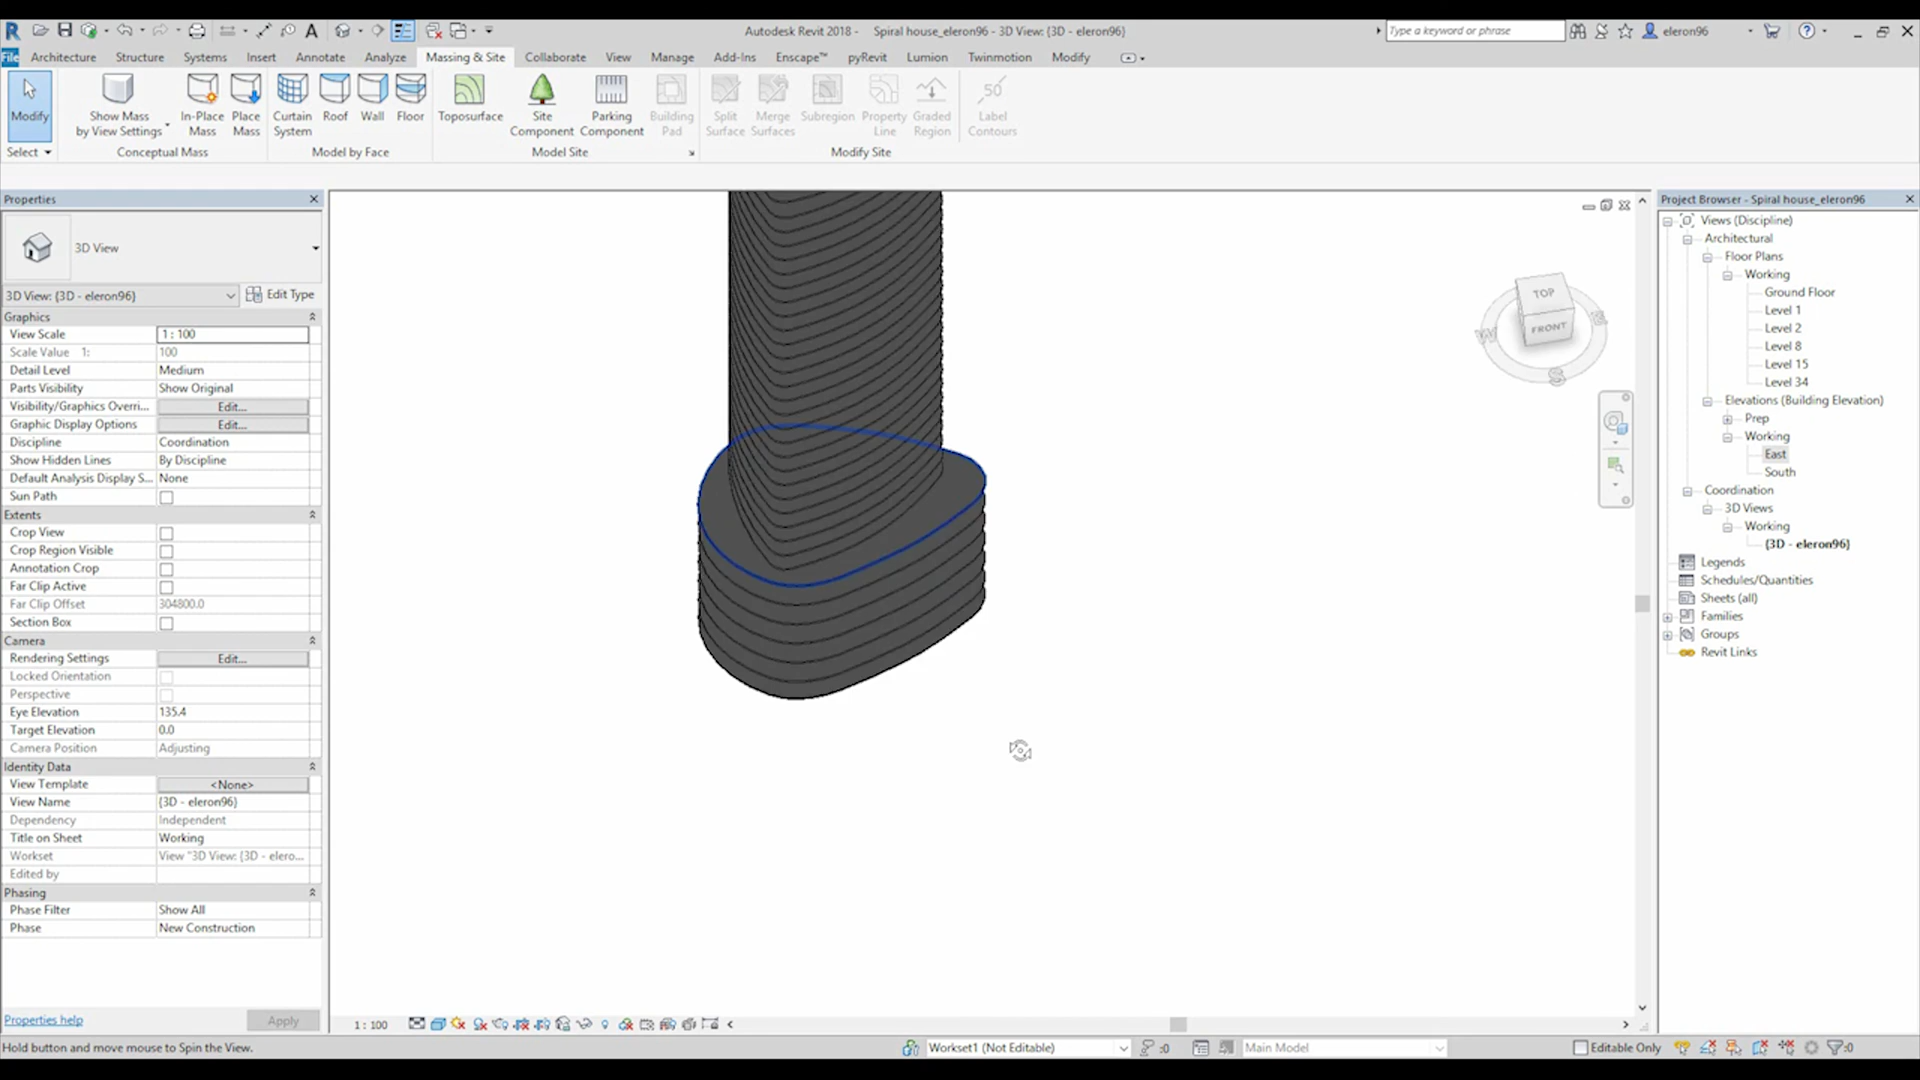 Autodesk Revit 2018 - Spiral house_eleron96 - 3D View: {3D - eleron96}
Type a keyword or phrase
eleron96
File Architecture Structure Systems Insert Annotate Analyze Massing & Site Collaborate View Manage Add-Ins Enscape™ pyRevit Lumion Twinmotion Modify
Modify
Show Mass by View Settings
In-Place Mass
Place Mass
Curtain System
Roof
Wall
Floor
Toposurface
Site Component
Parking Component
Building Pad
Split Surface
Merge Surfaces
Subregion
Property Line
Graded Region
50
Label Contours
Select
Conceptual Mass
Model by Face
Model Site
Modify Site
Properties
3D View
3D View: {3D - eleron96}
Edit Type
Graphics
View Scale 1 : 100
Scale Value 1: 100
Detail Level Medium
Parts Visibility Show Original
Visibility/Graphics Overri... Edit...
Graphic Display Options Edit...
Discipline Coordination
Show Hidden Lines By Discipline
Default Analysis Display S... None
Sun Path
Extents
Crop View
Crop Region Visible
Annotation Crop
Far Clip Active
Far Clip Offset 304800.0
Section Box
Camera
Rendering Settings Edit...
Locked Orientation
Perspective
Eye Elevation 135.4
Target Elevation 0.0
Camera Position Adjusting
Identity Data
View Template <None>
View Name {3D - eleron96}
Dependency Independent
Title on Sheet Working
Workset View "3D View: {3D - elero...
Edited by
Phasing
Phase Filter Show All
Phase New Construction
Properties help
Apply
TOP
FRONT
W
S
Project Browser - Spiral house_eleron96
Views (Discipline)
Architectural
Floor Plans
Working
Ground Floor
Level 1
Level 2
Level 8
Level 15
Level 34
Elevations (Building Elevation)
Prep
Working
East
South
Coordination
3D Views
Working
{3D - eleron96}
Legends
Schedules/Quantities
Sheets (all)
Families
Groups
Revit Links
1 : 100
Hold button and move mouse to Spin the View.
Workset1 (Not Editable)
:0
Main Model
Editable Only
:0